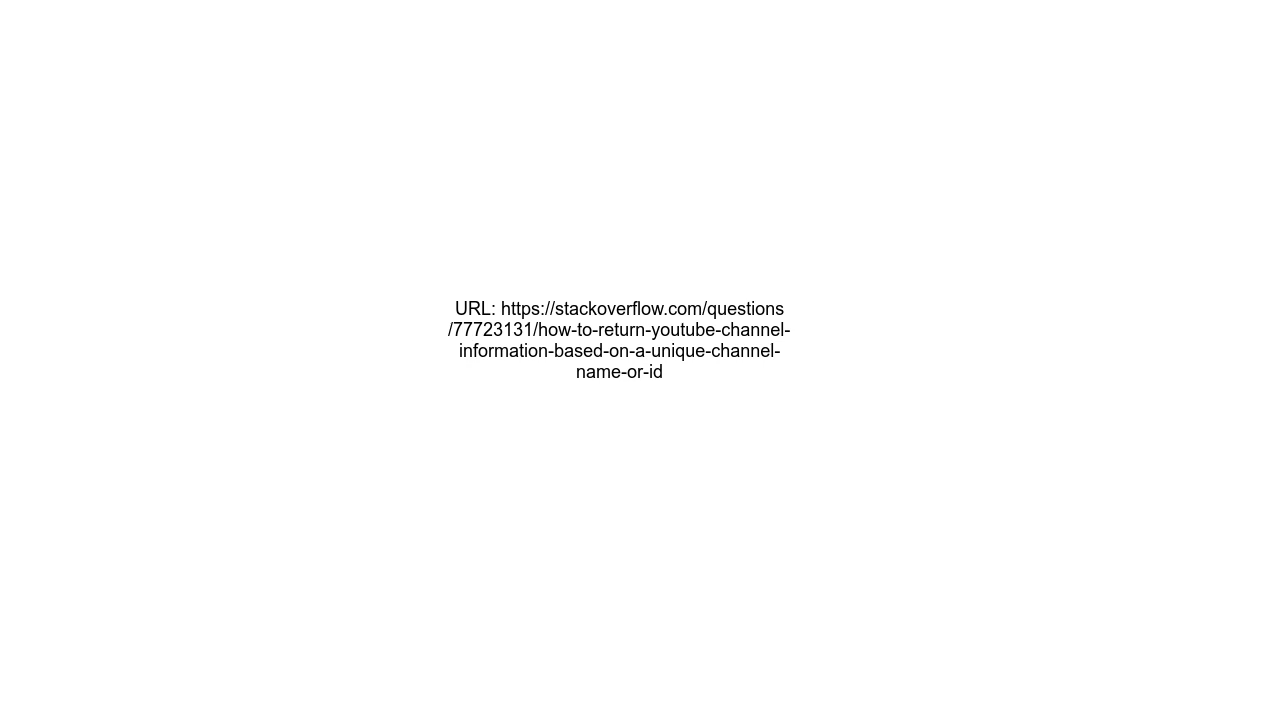 URL: https://stackoverflow.com/questions
/77723131/how-to-return-youtube-channel-
information-based-on-a-unique-channel-
name-or-id